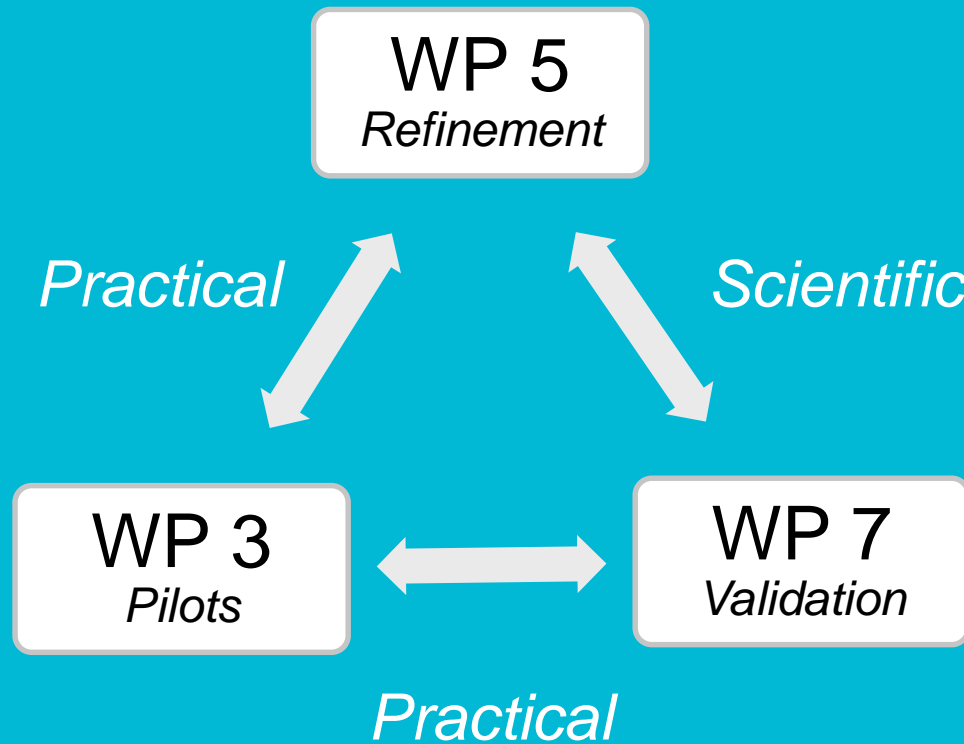 WP 5
Refinement
Practical
Scientific
WP 3
Pilots
WP 7
Validation
Practical